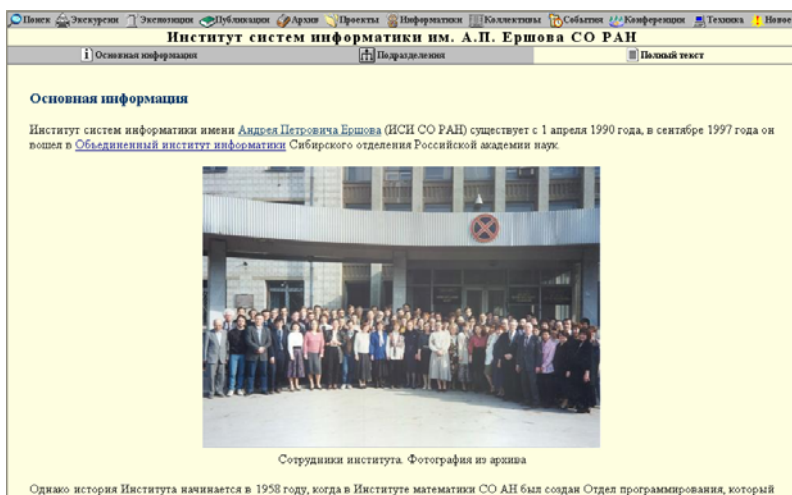 Поиск Экскурсии Экспозиции Публикации Архив Проекты Информатики Коллективы События Конференции Техника Новое
Институт систем информатики им. А.П. Ершова СО РАН
Основная информация Подразделения Полный текст
Основная информация
Институт систем информатики имени Андрея Петровича Ершова (ИСИ СО РАН) существует с 1 апреля 1990 года, в сентябре 1997 года он
вошел в Объединенный институт информатики Сибирского отделения Российской академии наук.
Сотрудники института. Фотография из архива
Однако история Института начинается в 1958 году, когда в Институте математики СО АН был создан Отдел программирования, который